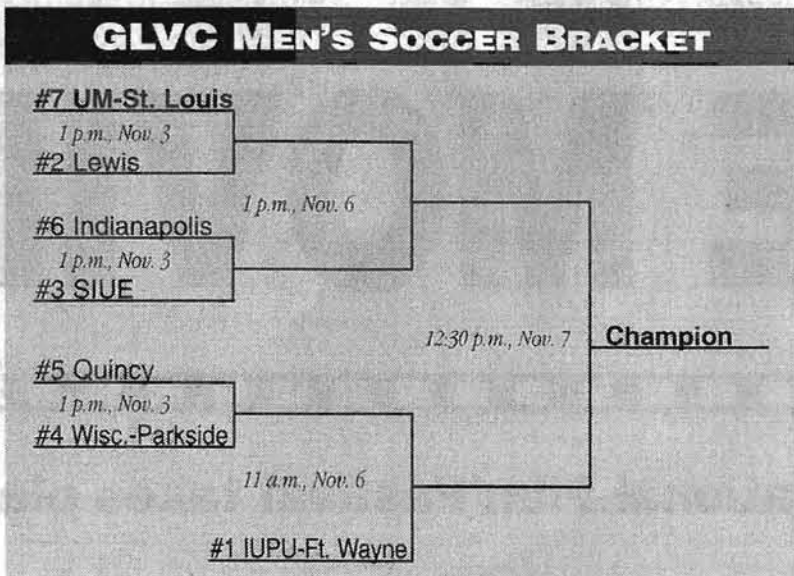 GLVC MEN'S SOCCER BRACKET
#7 UM-St. Louis
1 p.m., Nov. 3
#2 Lewis
1 p.m., Nov. 6
#6 Indianapolis
1 p.m., Nov. 3
#3 SIUE
12:30 p.m., Nov. 7
Champion
#5 Quincy
1 p.m., Nov. 3
#4 Wisc.-Parkside
11 a.m., Nov. 6
#1 IUPU-Ft. Wayne